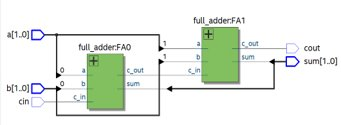 full_adder:FA1
a[1..0]
full_adder:FA0
1 a c_out cout
1 b sum sum[1..0]
0 a c_out c_in
b[1..0] 0 b sum
cin c_in